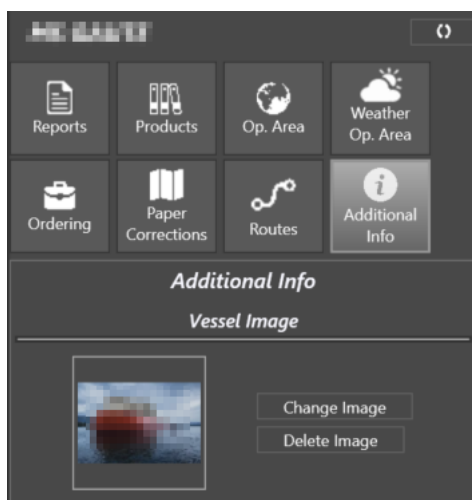 Reports
Products
Op. Area
Weather
Op. Area
Ordering
Paper
Corrections
Routes
Additional
Info
Additional Info
Vessel Image
Change Image
Delete Image